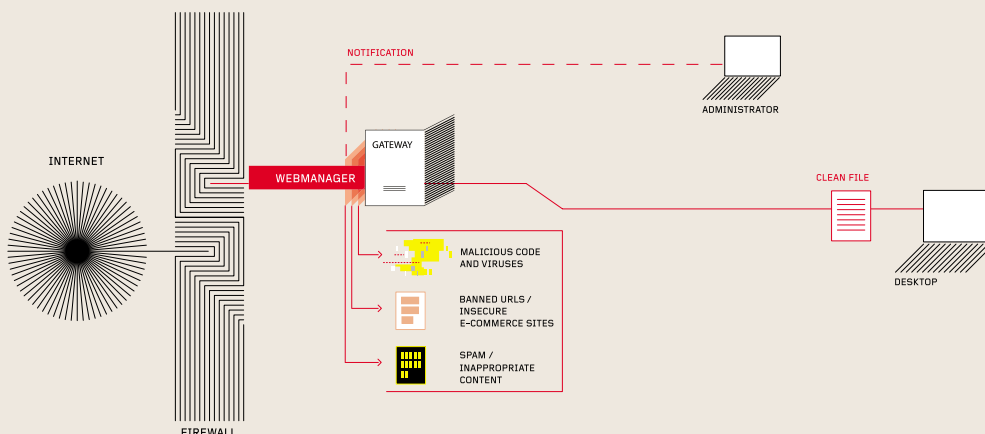 NOTIFICATION
ADMINISTRATOR
GATEWAY
INTERNET
WEBMANAGER
CLEAN FILE
MALICIOUS CODE
AND VIRUSES
DESKTOP
BANNED URLS /
INSECURE
E-COMMERCE SITES
SPAM /
INAPPROPRIATE
CONTENT
FIREWALL